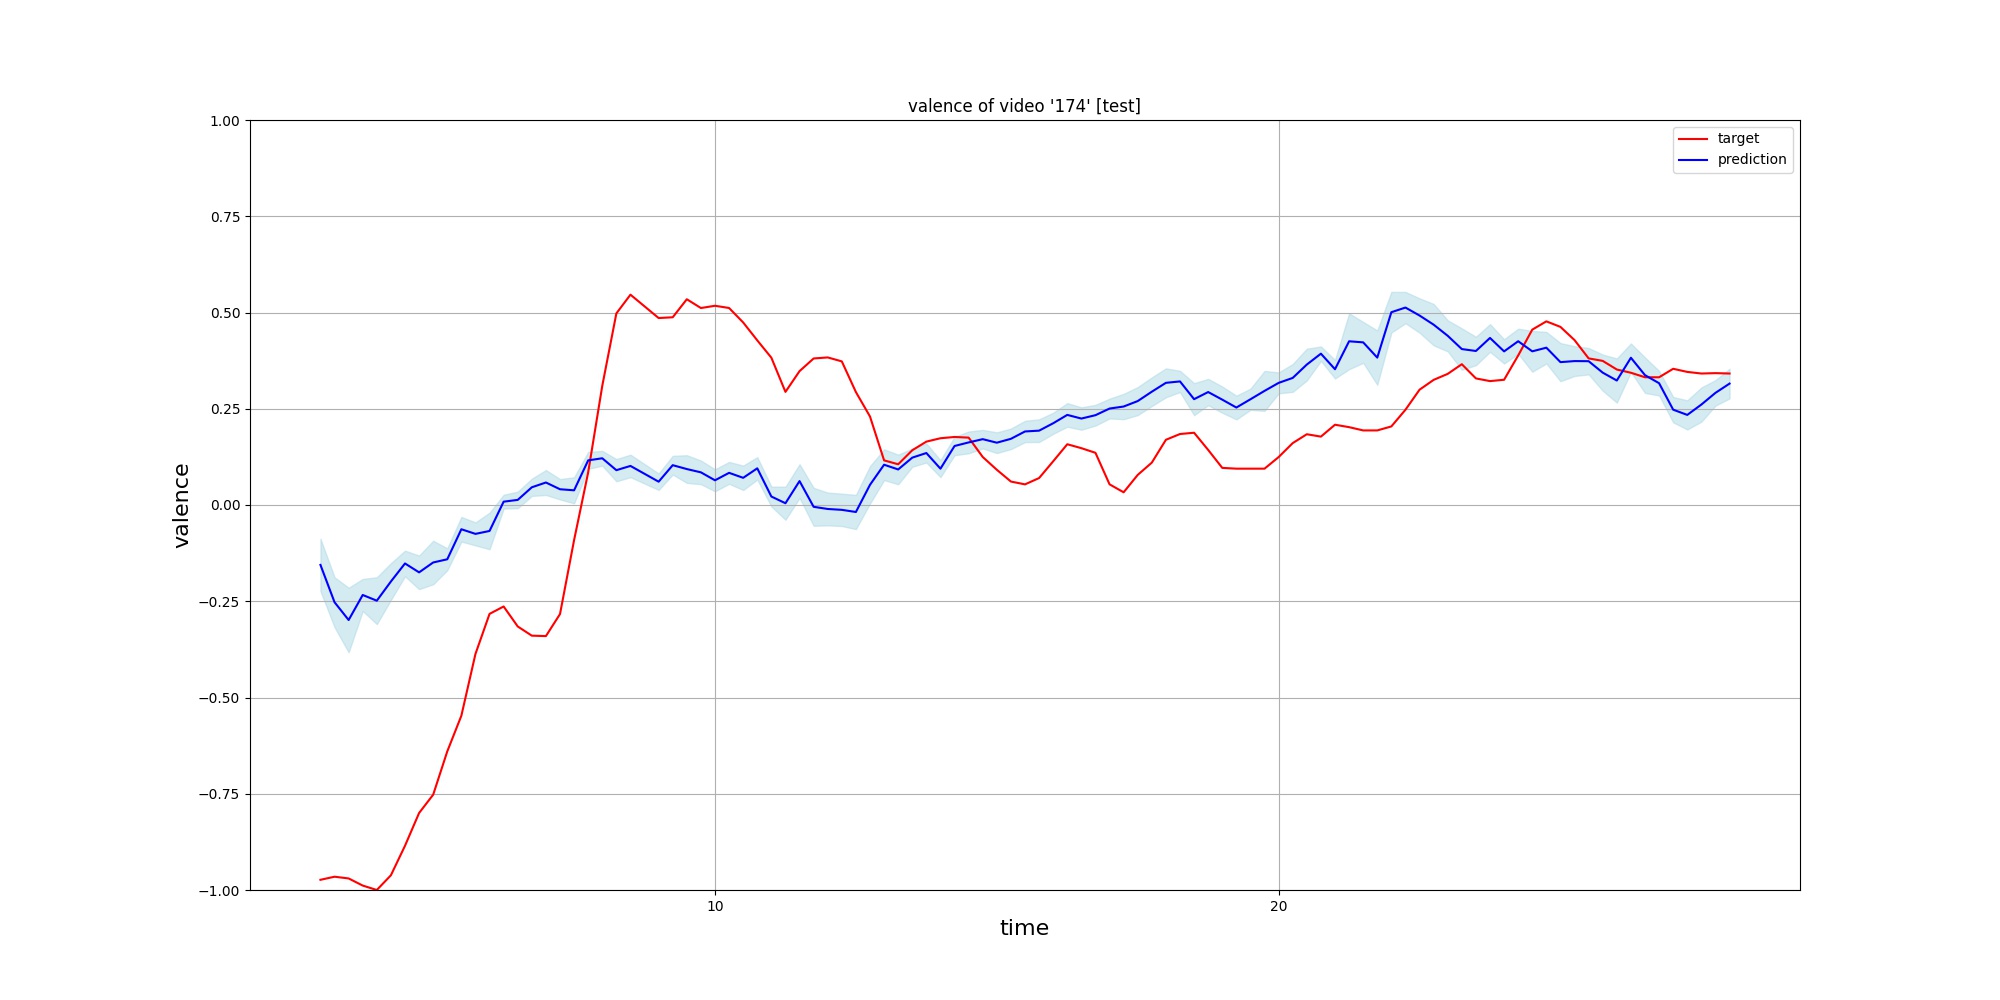 valence of video '174' [test]
1.00
0.75
0.50
0.25
0.00
−0.25
−0.50
−0.75
−1.00
valence
target
prediction
10
20
time